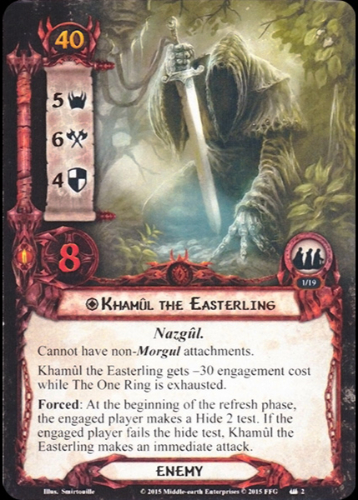 40
5
6
4
8
1/19
Khamûl the Easterling
Nazgûl.
Cannot have non-Morgul attachments.
Khamûl the Easterling gets –30 engagement cost
while The One Ring is exhausted.
Forced: At the beginning of the refresh phase,
the engaged player makes a Hide 2 test. If the
engaged player fails the hide test, Khamûl the
Easterling makes an immediate attack.
ENEMY
Illus. Smirtouille © 2015 Middle-earth Enterprises © 2015 FFG 2